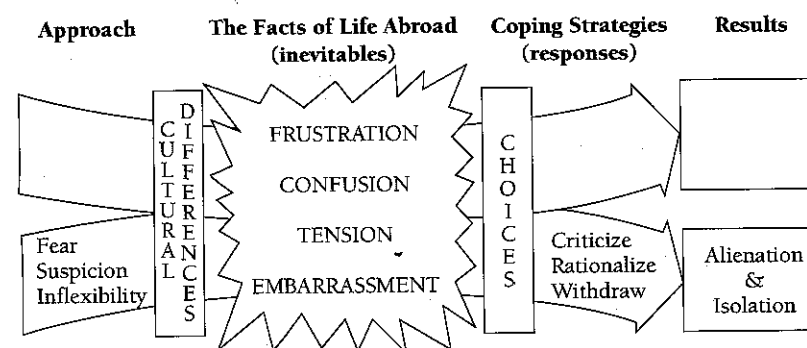 Approach
The Facts of Life Abroad
(inevitables)
Coping Strategies
(responses)
Results
CULTURAL
DIFFERENCES
FRUSTRATION
CONFUSION
TENSION
EMBARRASSMENT
CHOICES
Fear
Suspicion
Inflexibility
Criticize
Rationalize
Withdraw
Alienation
&
Isolation